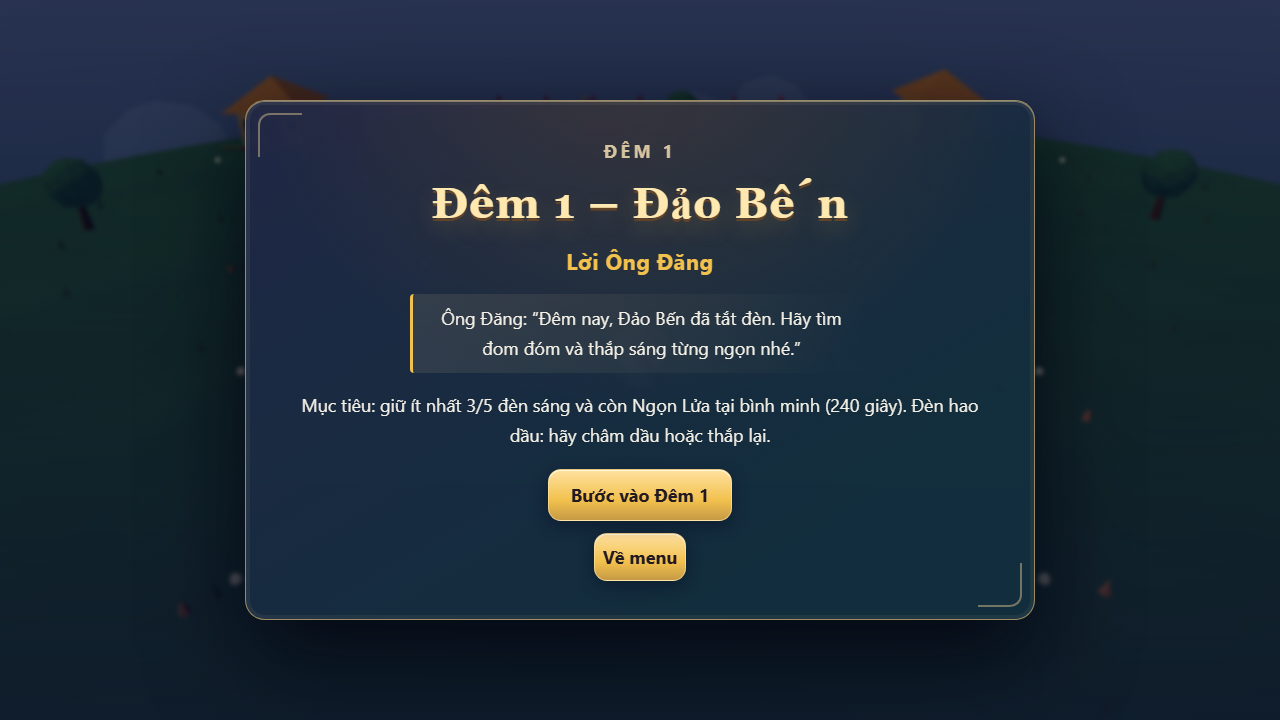 ĐÊM 1
Đêm 1 – Đảo Bến
Lời Ông Đăng
Ông Đăng: “Đêm nay, Đảo Bến đã tắt đèn. Hãy tìm
đom đóm và thắp sáng từng ngọn nhé.”
Mục tiêu: giữ ít nhất 3/5 đèn sáng và còn Ngọn Lửa tại bình minh (240 giây). Đèn hao
dầu: hãy châm dầu hoặc thắp lại.
Bước vào Đêm 1
Về menu